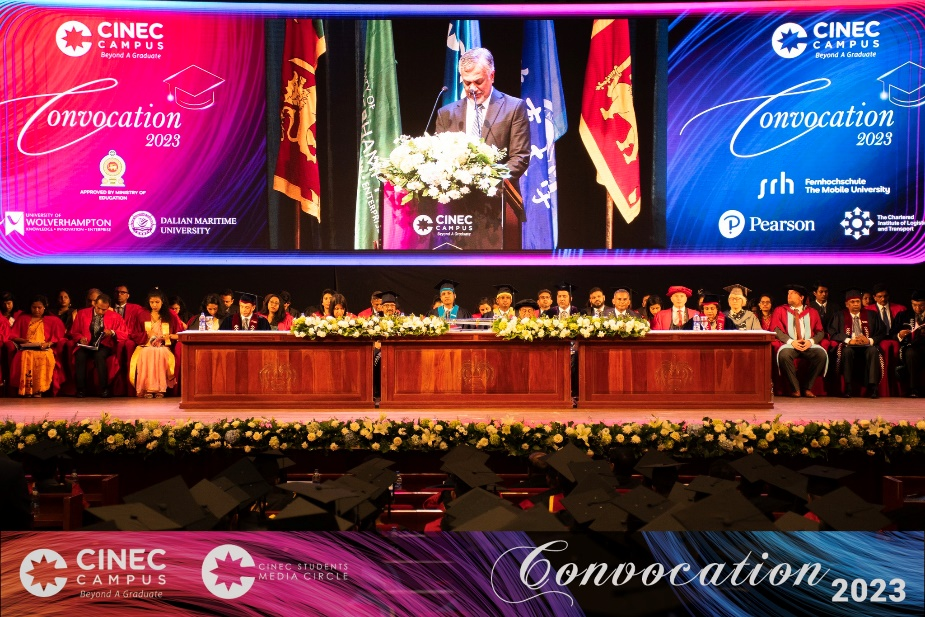 CINEC
CAMPUS
Beyond A Graduate
Convocation
2023
APPROVED BY MINISTRY OF
EDUCATION
UNIVERSITY OF
WOLVERHAMPTON
KNOWLEDGE • INNOVATION • ENTERPRISE
DALIAN MARITIME
UNIVERSITY
CINEC
CAMPUS
Beyond A Graduate
CINEC
CAMPUS
Beyond A Graduate
Convocation
2023
srh
Fernhochschule
The Mobile University
Pearson
The Chartered
Institute of Logis
and Transport
CINEC
CAMPUS
Beyond A Graduate
CINEC STUDENTS
MEDIA CIRCLE
Convocation 2023